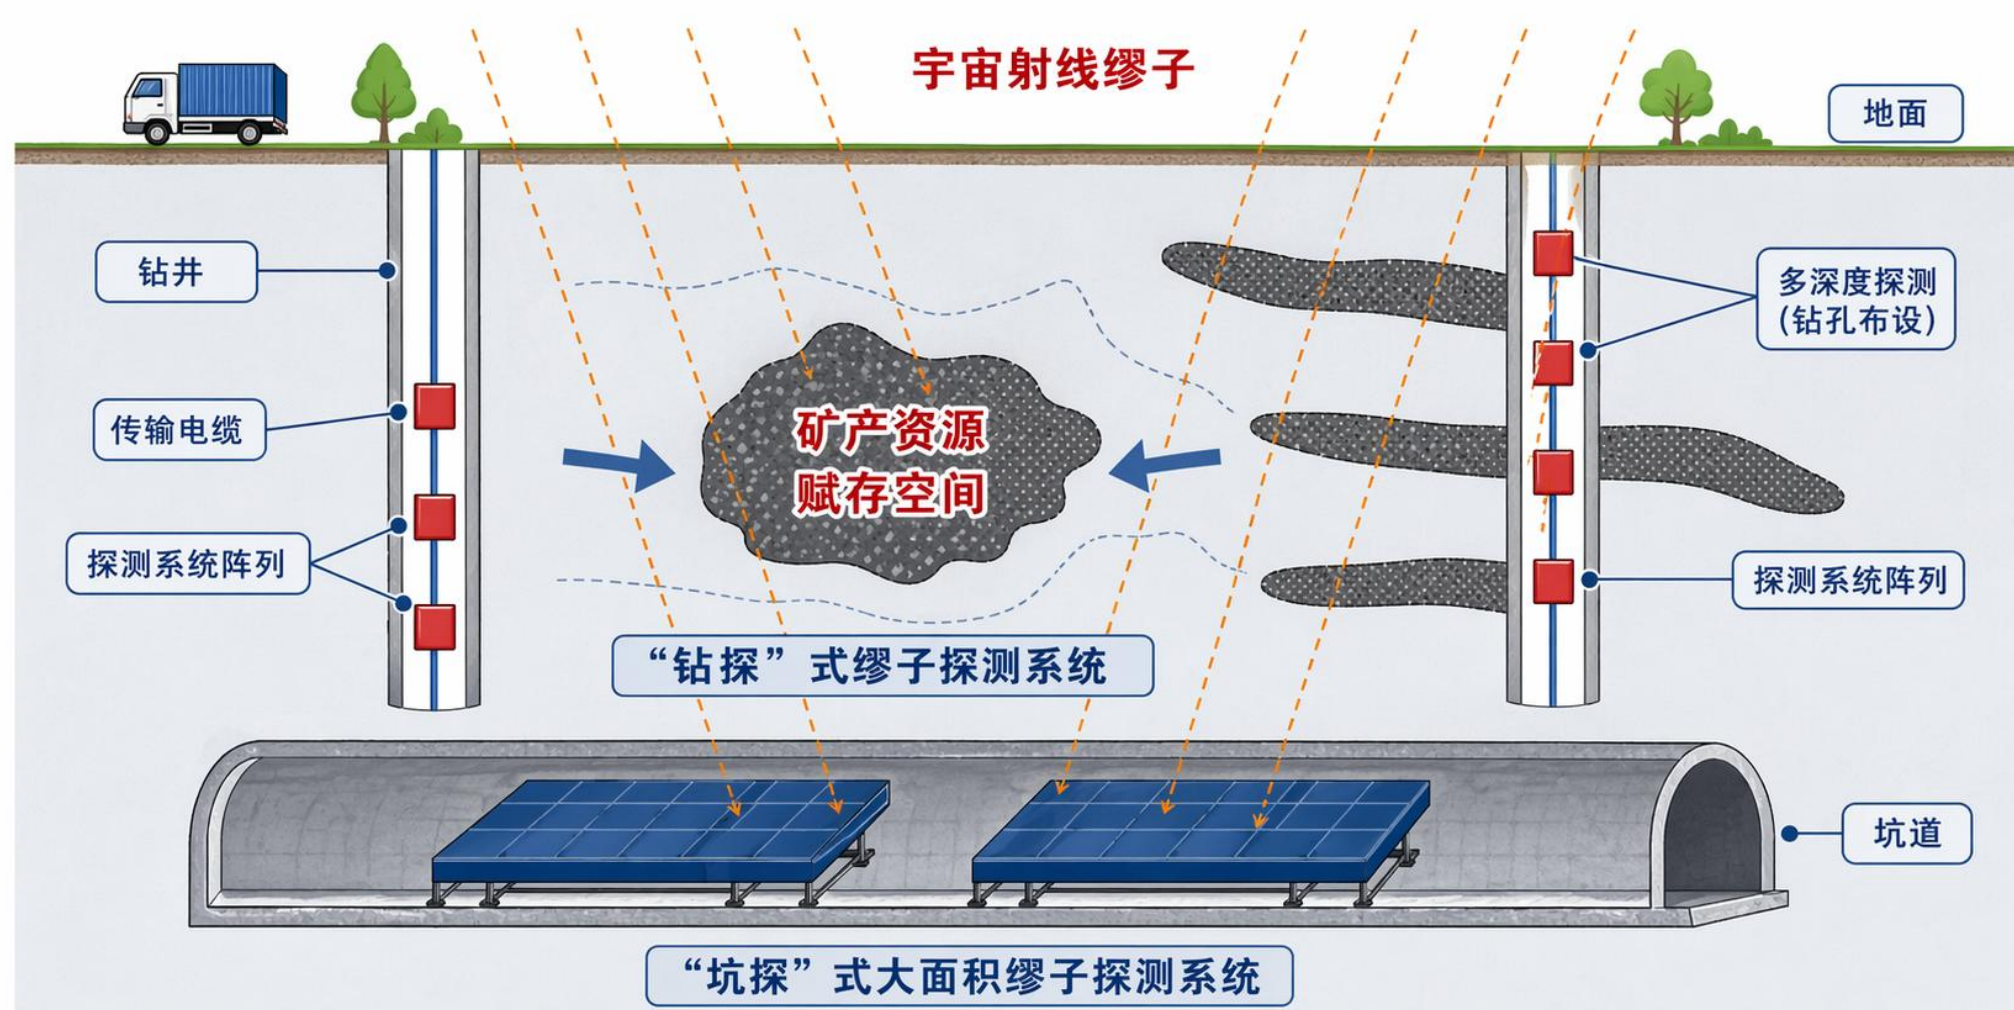 宇宙射线缪子
地面
钻井
多深度探测
(钻孔布设)
传输电缆
矿产资源
赋存空间
探测系统阵列
探测系统阵列
“钻探”式缪子探测系统
坑道
“坑探”式大面积缪子探测系统